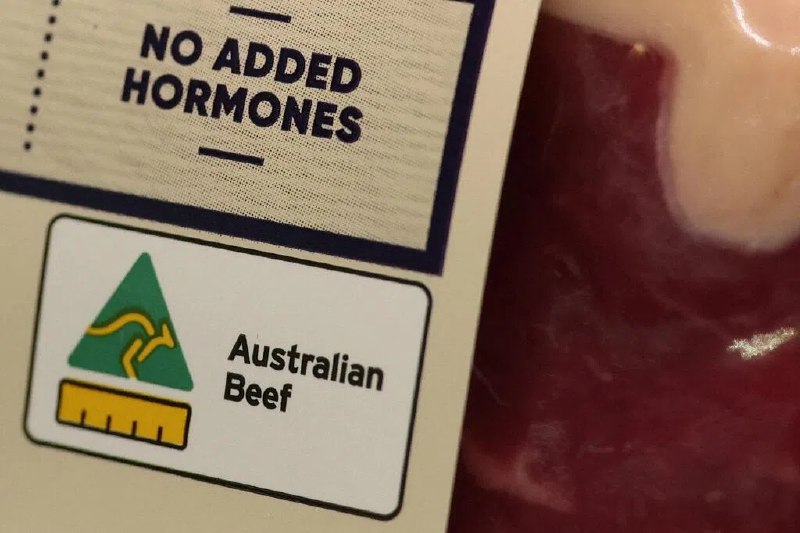 NO ADDED
HORMONES
Australian
Beef